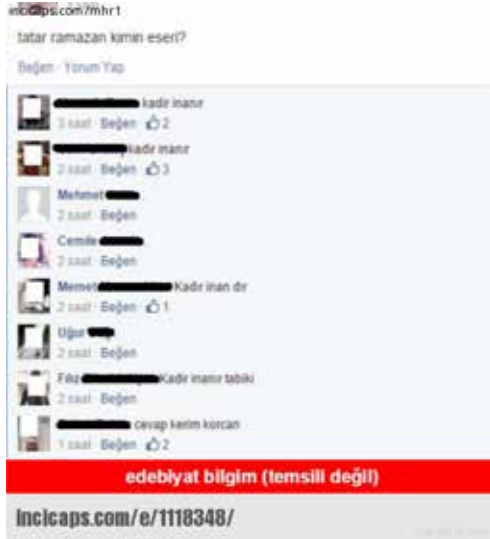 incicaps.com/mhr1
tatar ramazan kimin eseri?
Beğen · Yorum Yap
kadir inanır
3 saat · Beğen · 2
kadir inanır
2 saat · Beğen · 3
Mehmet
2 saat · Beğen
Cemile
2 saat · Beğen
Memet Kadir inan dır
2 saat · Beğen · 1
Uğur
2 saat · Beğen
Filiz Kadir inanır tabiki
2 saat · Beğen
cevap kerim korcan
1 saat · Beğen · 2
edebiyat bilgim (temsili değil)
incicaps.com/e/1118348/